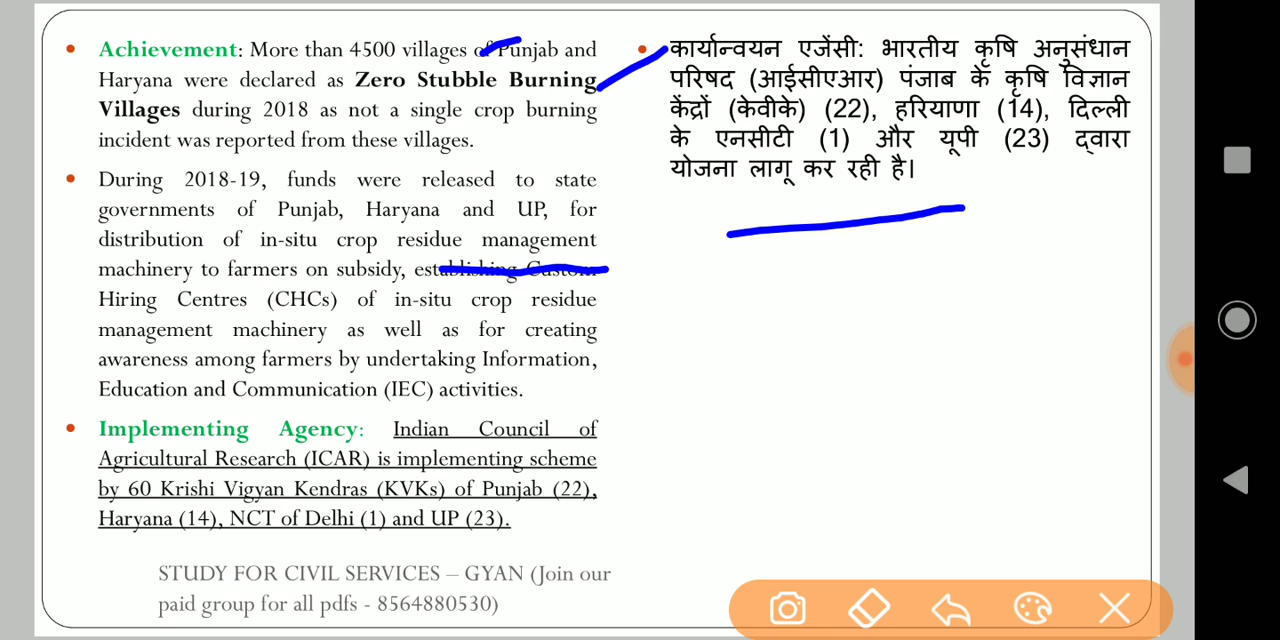 Achievement: More than 4500 villages of Punjab and
Haryana were declared as Zero Stubble Burning
Villages during 2018 as not a single crop burning
incident was reported from these villages.
During 2018-19, funds were released to state
governments of Punjab, Haryana and UP, for
distribution of in-situ crop residue management
machinery to farmers on subsidy, establishing Custom
Hiring Centres (CHCs) of in-situ crop residue
management machinery as well as for creating
awareness among farmers by undertaking Information,
Education and Communication (IEC) activities.
Implementing Agency: Indian Council of
Agricultural Research (ICAR) is implementing scheme
by 60 Krishi Vigyan Kendras (KVKs) of Punjab (22),
Haryana (14), NCT of Delhi (1) and UP (23).
कार्यान्वयन एजेंसी: भारतीय कृषि अनुसंधान
परिषद (आईसीएआर) पंजाब के कृषि विज्ञान
केंद्रों (केवीके) (22), हरियाणा (14), दिल्ली
के एनसीटी (1) और यूपी (23) द्वारा
योजना लागू कर रही है।
STUDY FOR CIVIL SERVICES – GYAN (Join our
paid group for all pdfs - 8564880530)